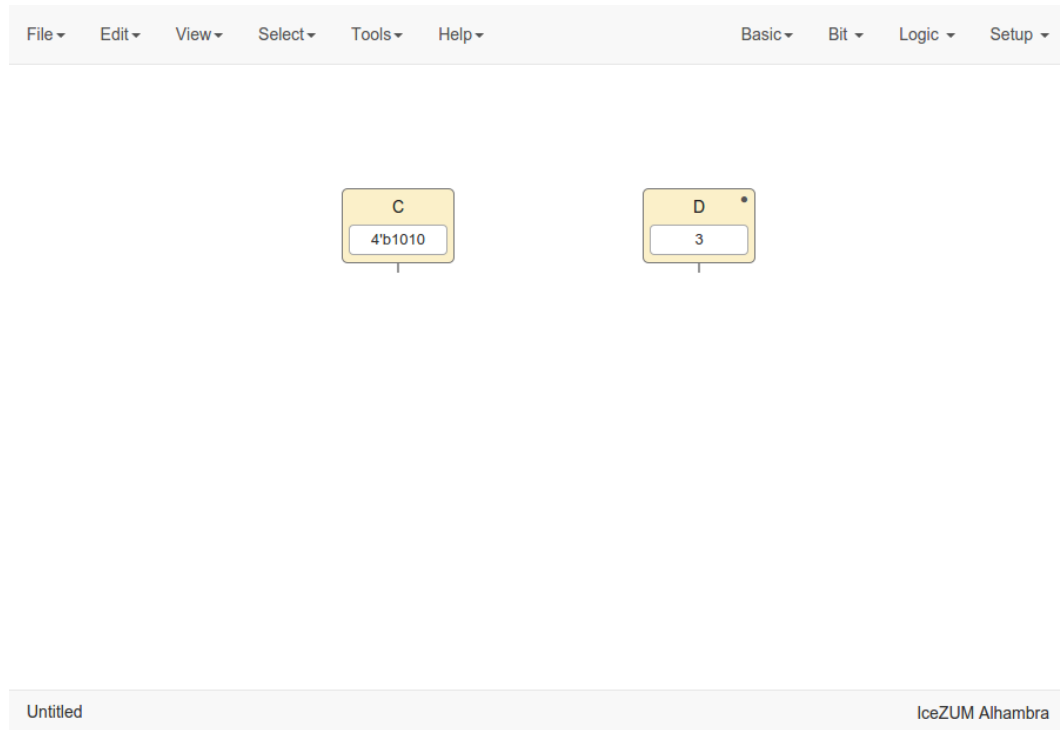 File Edit View Select Tools Help Basic Bit Logic Setup
C D
4'b1010 3
Untitled IceZUM Alhambra